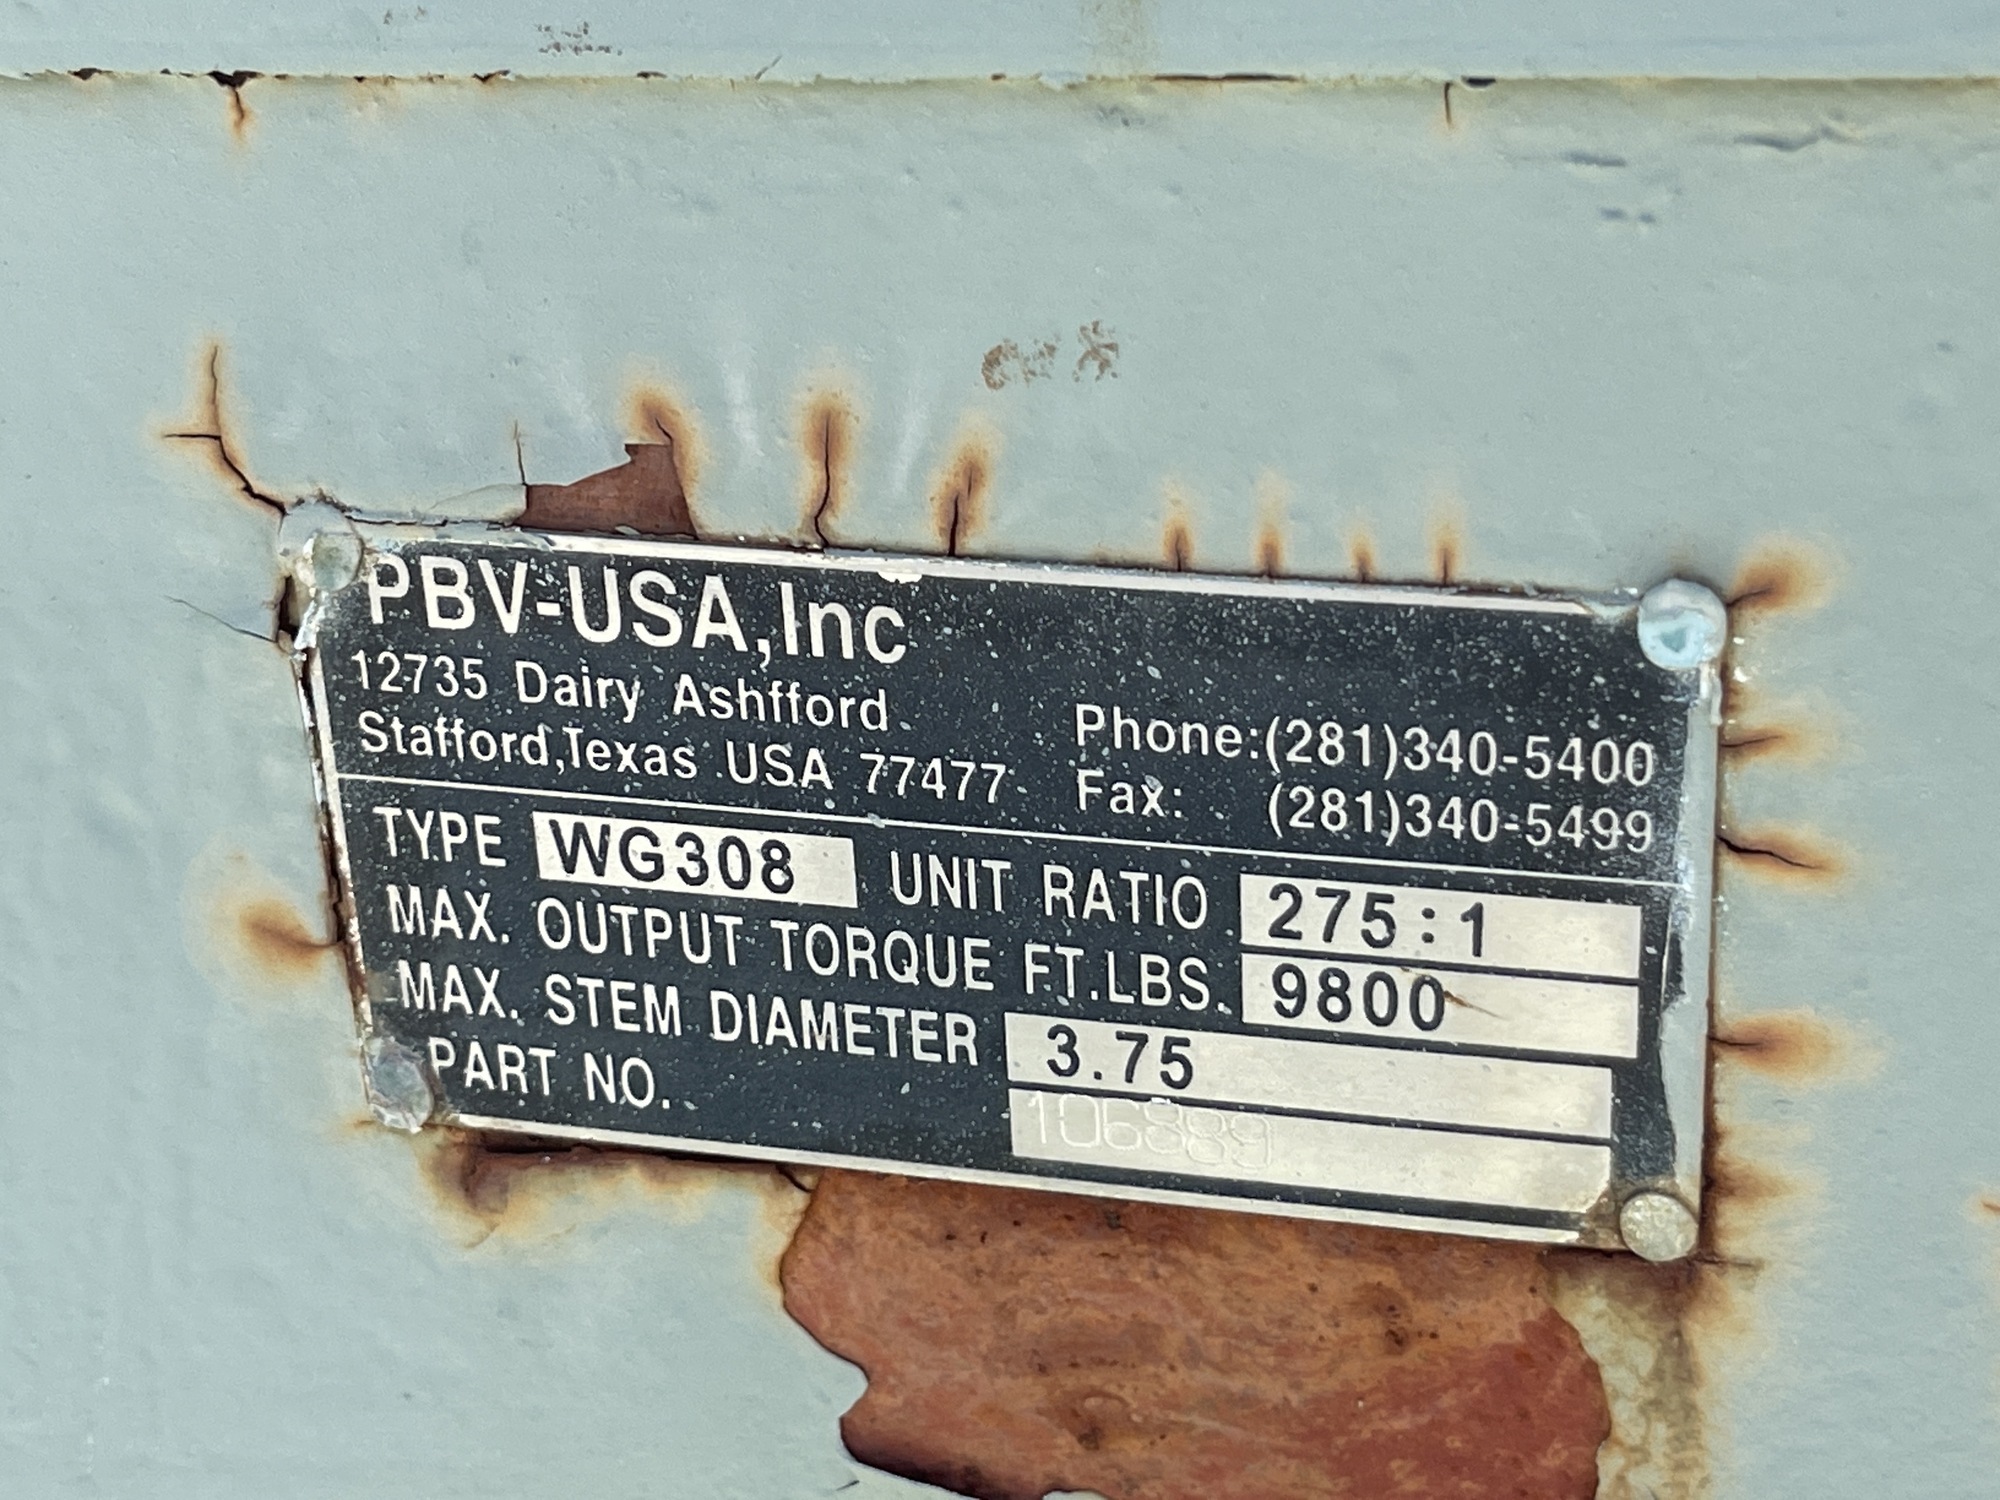 PBV-USA,Inc
12735 Dairy Ashfford
Stafford,Texas USA 77477
Phone:(281)340-5400
Fax: (281)340-5499
TYPE WG308 UNIT RATIO 275:1
MAX. OUTPUT TORQUE FT.LBS. 9800
MAX. STEM DIAMETER 3.75
PART NO. 106889